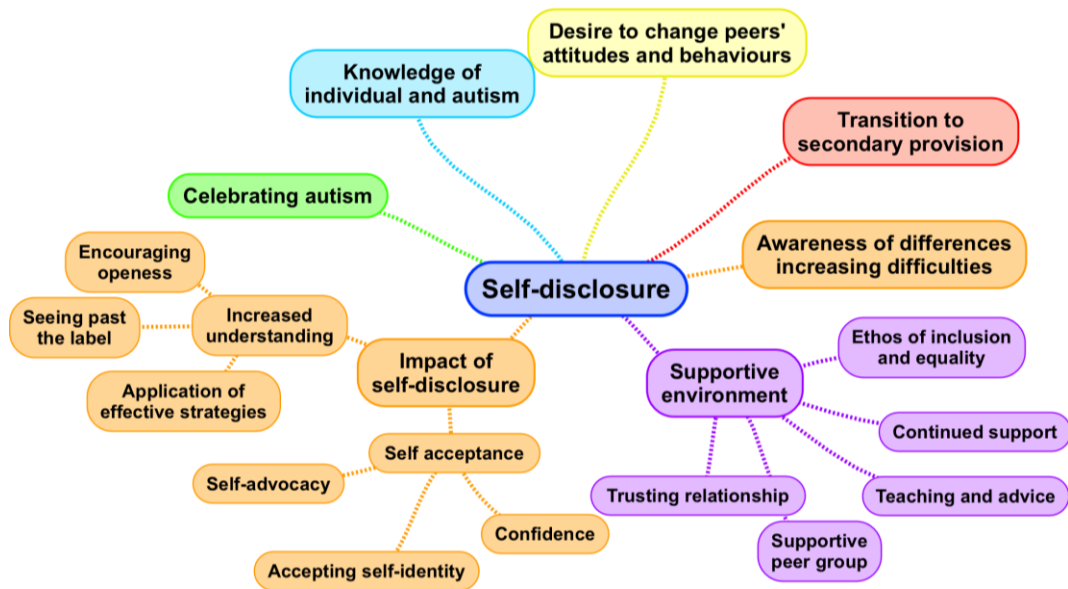 Desire to change peers'
attitudes and behaviours
Knowledge of
individual and autism
Transition to
secondary provision
Celebrating autism
Awareness of differences
increasing difficulties
Self-disclosure
Encouraging
openess
Seeing past
the label
Increased
understanding
Application of
effective strategies
Impact of
self-disclosure
Self acceptance
Self-advocacy
Confidence
Accepting self-identity
Supportive
environment
Ethos of inclusion
and equality
Continued support
Teaching and advice
Trusting relationship
Supportive
peer group